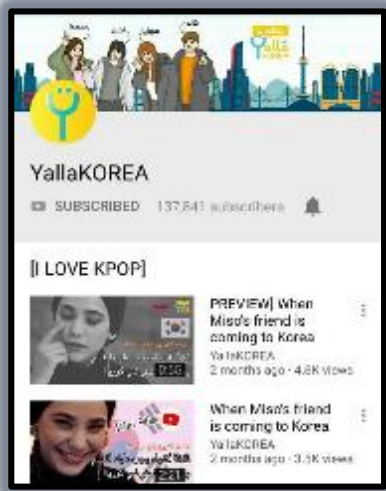 YallaKOREA
SUBSCRIBED 137,841 subscribers
[I LOVE KPOP]
PREVIEW] When
Miso's friend is
coming to Korea
YallaKOREA
2 months ago · 4.6K views
When Miso's friend
is coming to Korea
YallaKOREA
2 months ago · 3.5K views